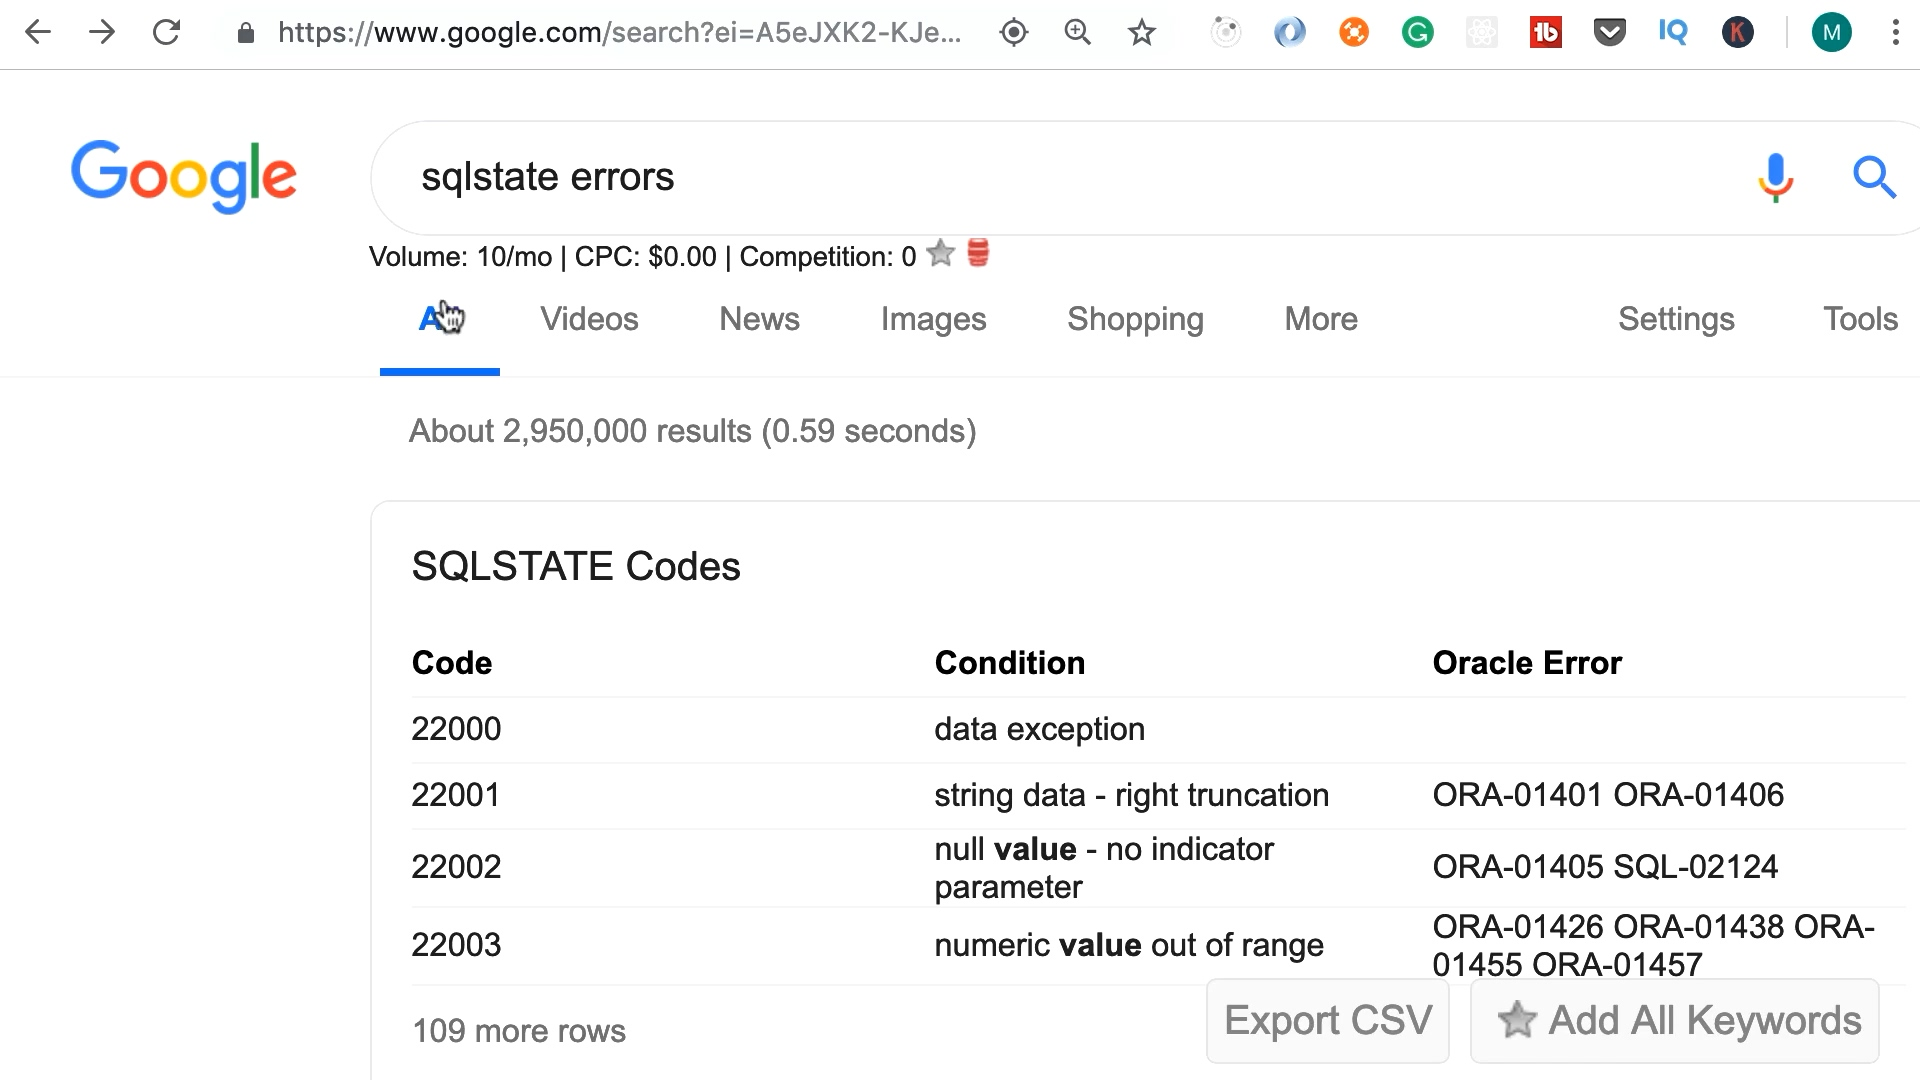 https://www.google.com/search?ei=A5eJXK2-KJe...
G
tb
IQ
K
M
Google
sqlstate errors
Volume: 10/mo | CPC: $0.00 | Competition: 0
Videos News Images Shopping More Settings Tools
About 2,950,000 results (0.59 seconds)
SQLSTATE Codes
Code Condition Oracle Error
22000 data exception
22001 string data - right truncation ORA-01401 ORA-01406
22002 null value - no indicator
parameter ORA-01405 SQL-02124
22003 numeric value out of range ORA-01426 ORA-01438 ORA-
01455 ORA-01457
109 more rows
Export CSV
Add All Keywords